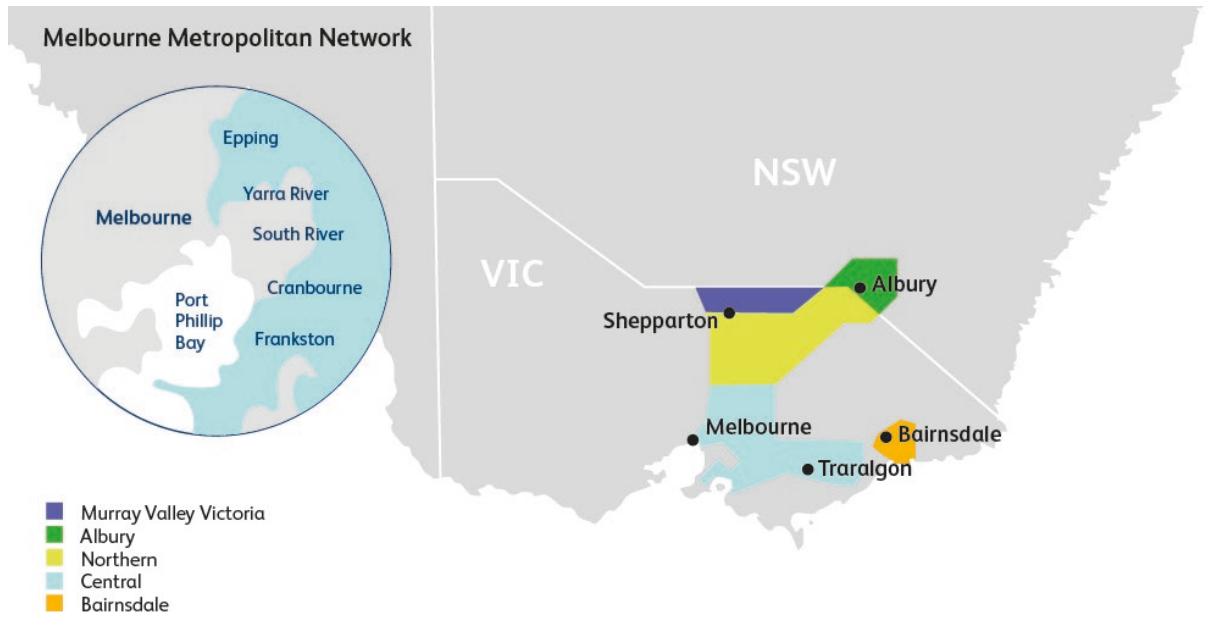 Melbourne Metropolitan Network
Epping
Yarra River
Melbourne
South River
Cranbourne
Port
Phillip
Bay
Frankston
NSW
VIC
Albury
Shepparton
Melbourne
Bairnsdale
Traralgon
Murray Valley Victoria
Albury
Northern
Central
Bairnsdale